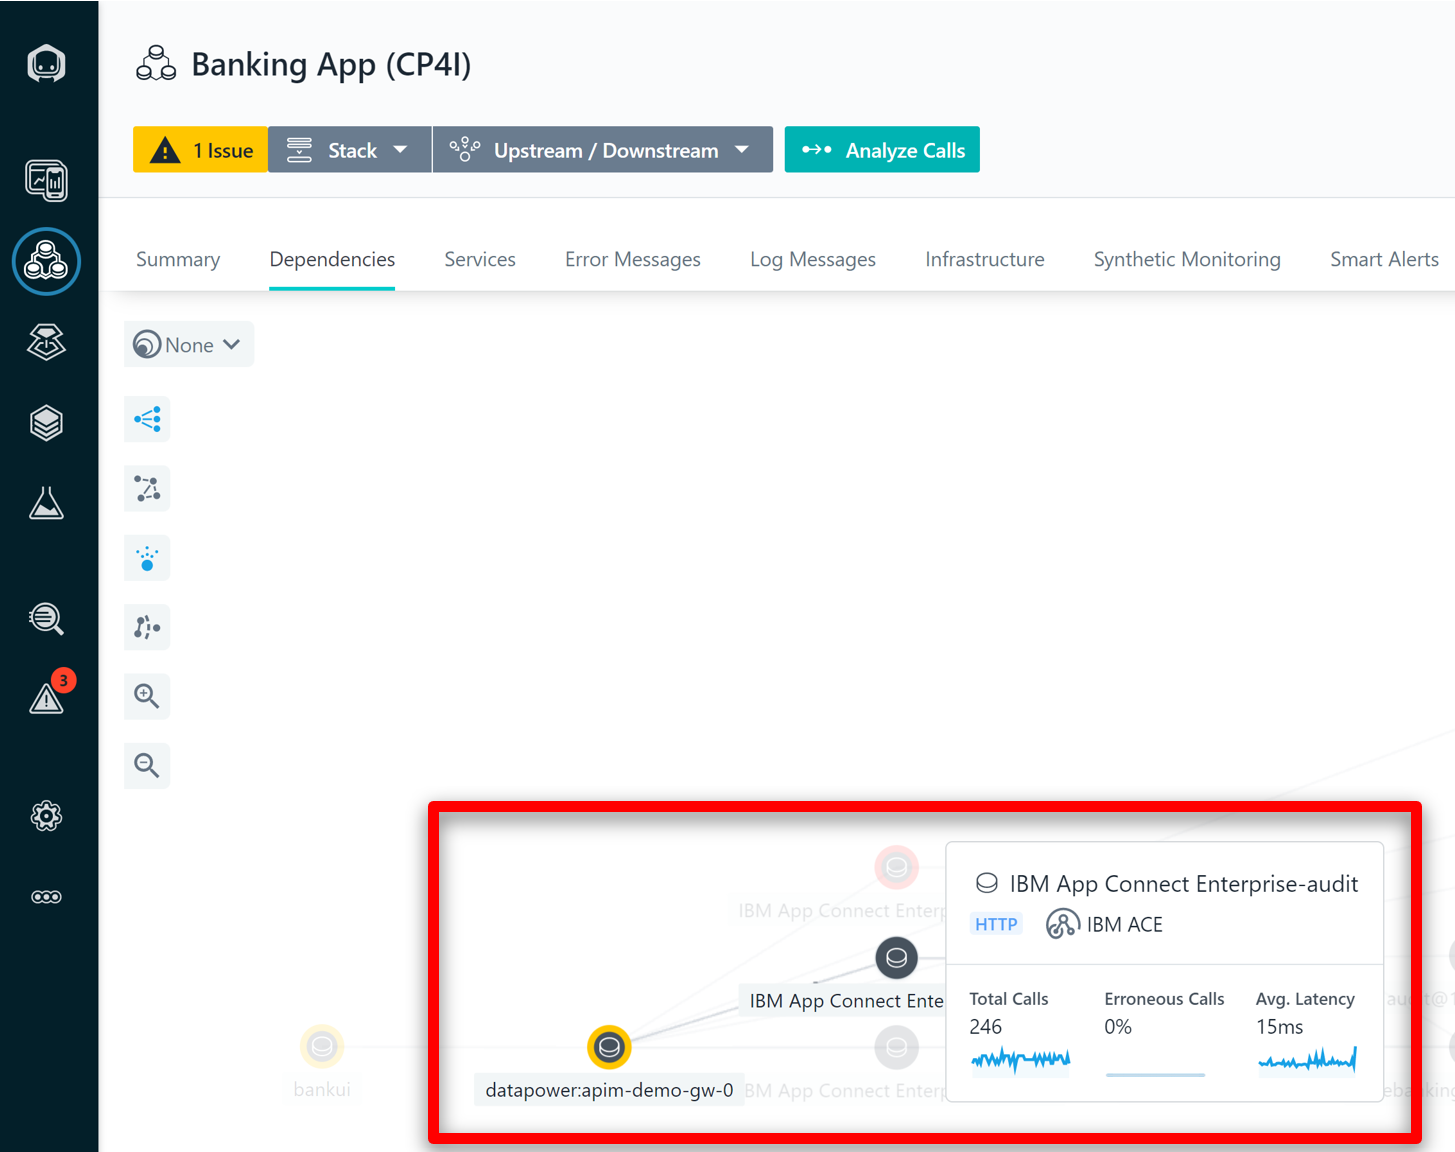 Banking App (CP4I)
1 Issue Stack Upstream / Downstream Analyze Calls
Summary Dependencies Services Error Messages Log Messages Infrastructure Synthetic Monitoring Smart Alerts
None
3
IBM App Connect Enterprise-audit
HTTP IBM ACE
IBM App Connect Enterp
IBM App Connect Ente
Total Calls Erroneous Calls Avg. Latency
246 0% 15ms
audit@1
bankui
datapower:apim-demo-gw-0
IBM App Connect Enterp
ebanking